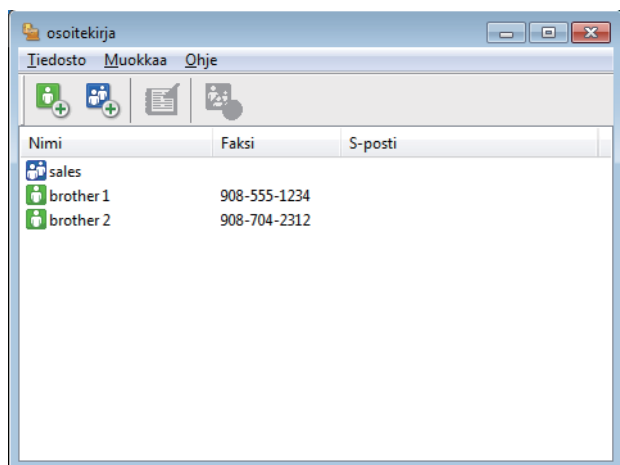 osoitekirja
Tiedosto Muokkaa Ohje
Nimi Faksi S-posti
sales
brother 1 908-555-1234
brother 2 908-704-2312